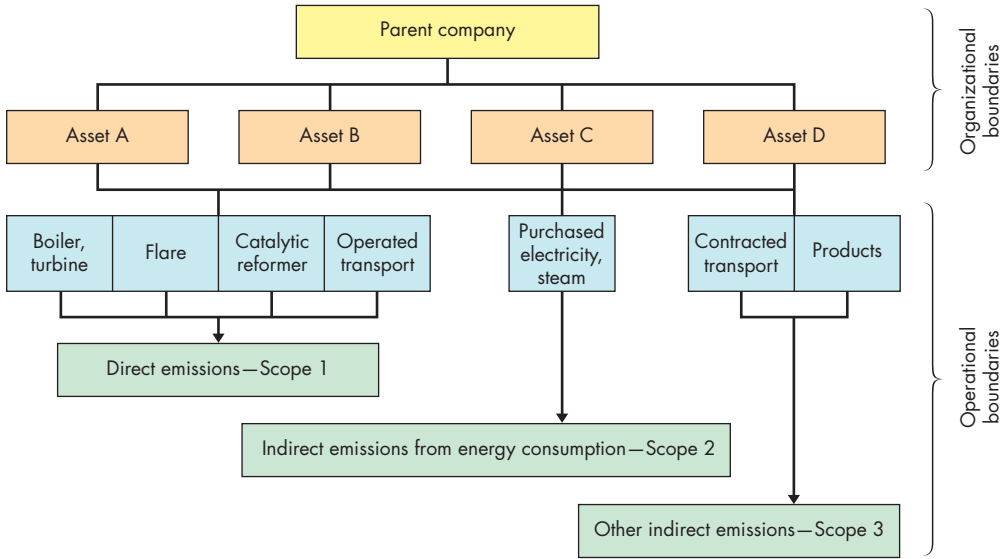 Parent company
Organizational
boundaries
Asset A
Asset B
Asset C
Asset D
Boiler,
turbine
Flare
Catalytic
reformer
Operated
transport
Purchased
electricity,
steam
Contracted
transport
Products
Operational
boundaries
Direct emissions—Scope 1
Indirect emissions from energy consumption—Scope 2
Other indirect emissions—Scope 3